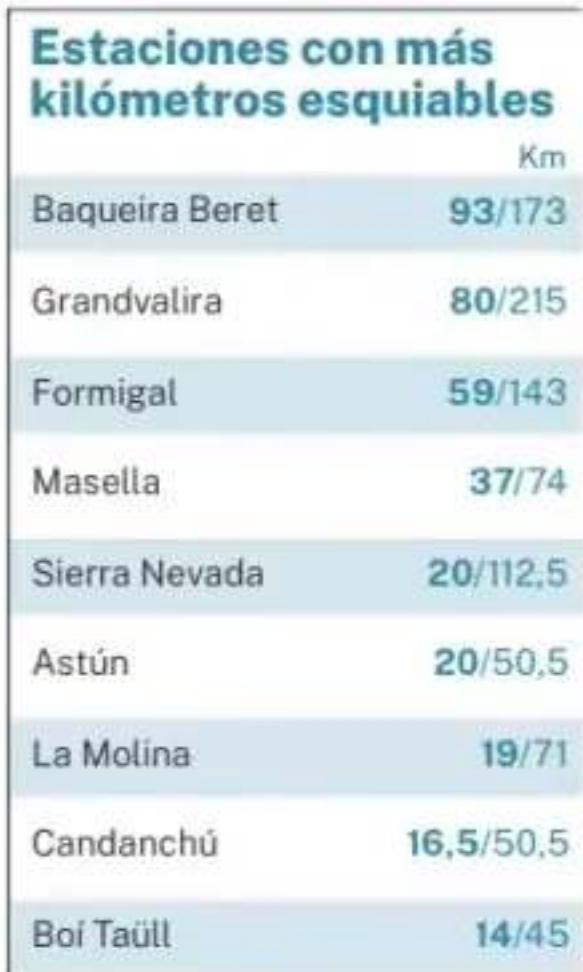 Estaciones con más
kilómetros esquiables
Km
Baqueira Beret 93/173
Grandvalira 80/215
Formigal 59/143
Masella 37/74
Sierra Nevada 20/112,5
Astún 20/50,5
La Molina 19/71
Candanchú 16,5/50,5
Boí Taüll 14/45